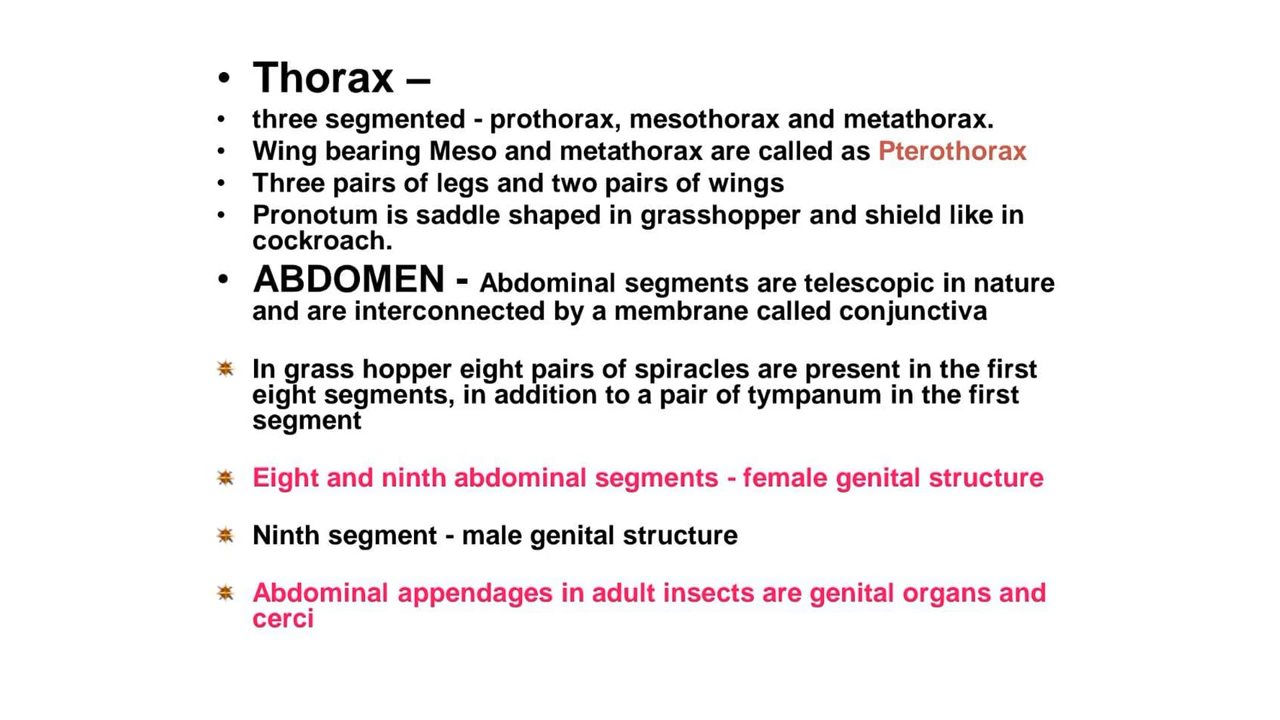 • Thorax –
• three segmented - prothorax, mesothorax and metathorax.
• Wing bearing Meso and metathorax are called as Pterothorax
• Three pairs of legs and two pairs of wings
• Pronotum is saddle shaped in grasshopper and shield like in
cockroach.
• ABDOMEN - Abdominal segments are telescopic in nature
and are interconnected by a membrane called conjunctiva
In grass hopper eight pairs of spiracles are present in the first
eight segments, in addition to a pair of tympanum in the first
segment
Eight and ninth abdominal segments - female genital structure
Ninth segment - male genital structure
Abdominal appendages in adult insects are genital organs and
cerci